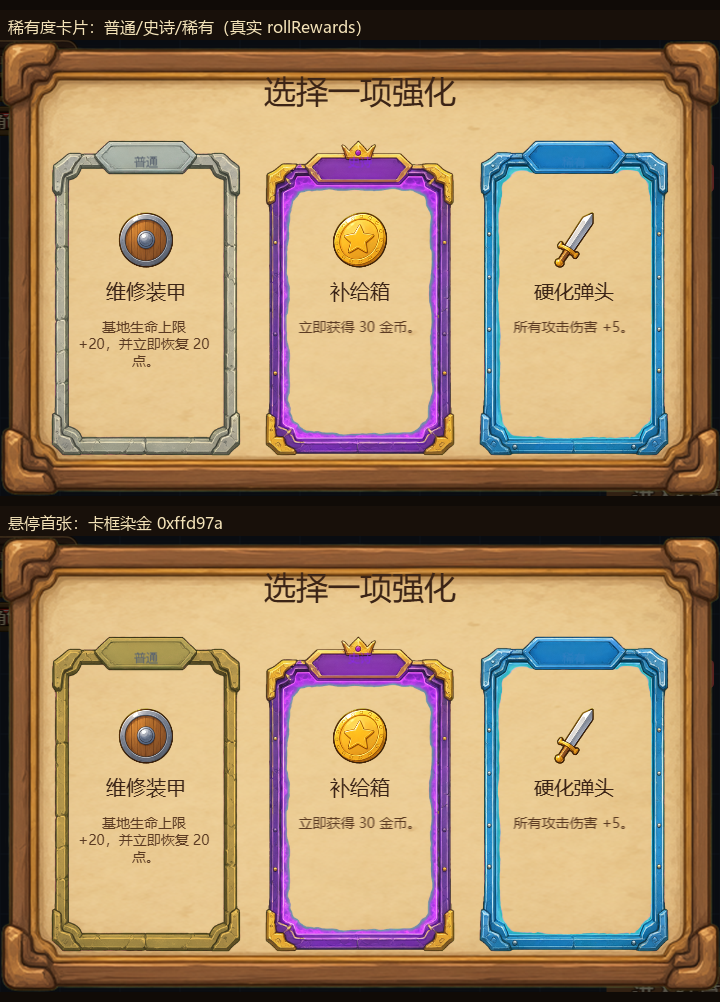 稀有度卡片：普通/史诗/稀有（真实 rollRewards）
选择一项强化
普通
维修装甲
基地生命上限
+20，并立即恢复 20
点。
补给箱
立即获得 30 金币。
硬化弹头
所有攻击伤害 +5。
悬停首张：卡框染金 0xffd97a
选择一项强化
普通
维修装甲
基地生命上限
+20，并立即恢复 20
点。
补给箱
立即获得 30 金币。
硬化弹头
所有攻击伤害 +5。